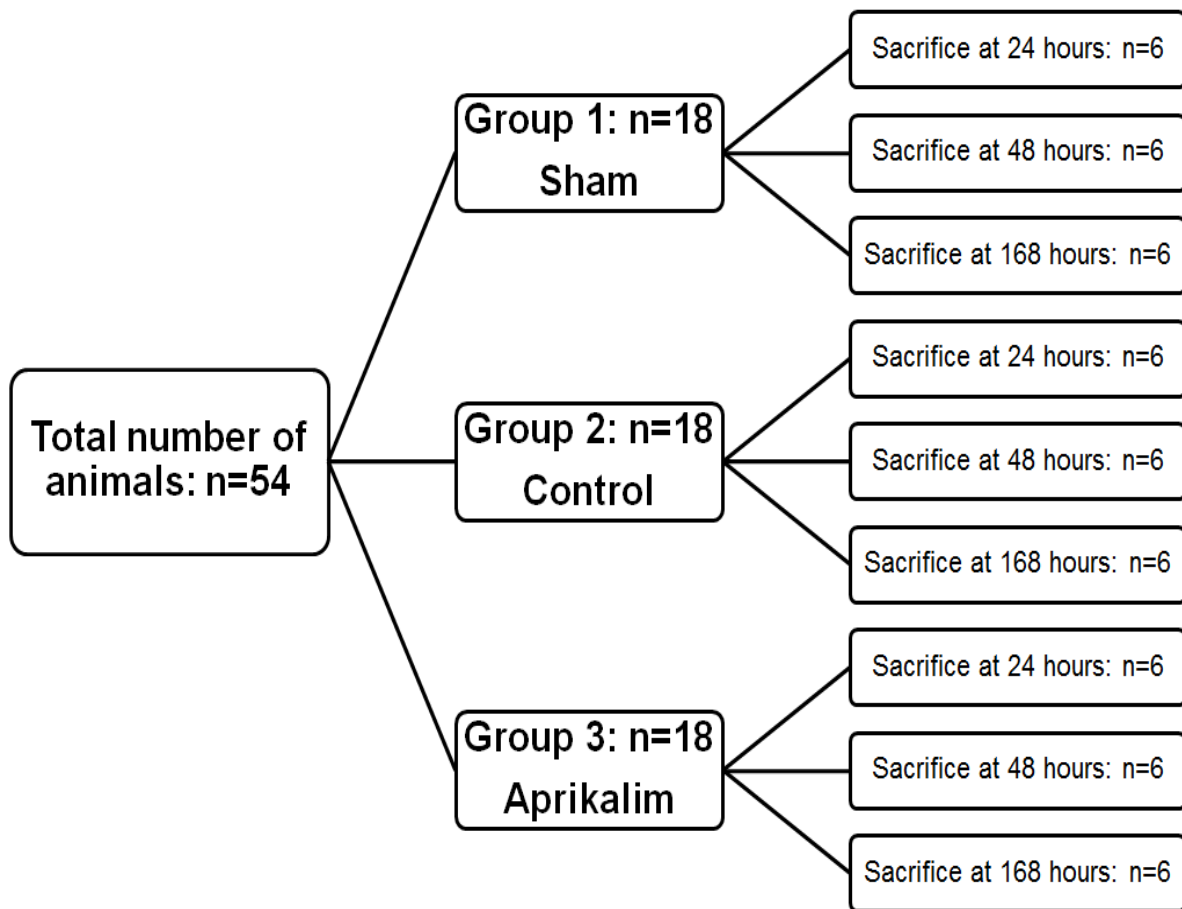 Total number of
animals: n=54
Group 1: n=18
Sham
Sacrifice at 24 hours: n=6
Sacrifice at 48 hours: n=6
Sacrifice at 168 hours: n=6
Group 2: n=18
Control
Sacrifice at 24 hours: n=6
Sacrifice at 48 hours: n=6
Sacrifice at 168 hours: n=6
Group 3: n=18
Aprikalim
Sacrifice at 24 hours: n=6
Sacrifice at 48 hours: n=6
Sacrifice at 168 hours: n=6